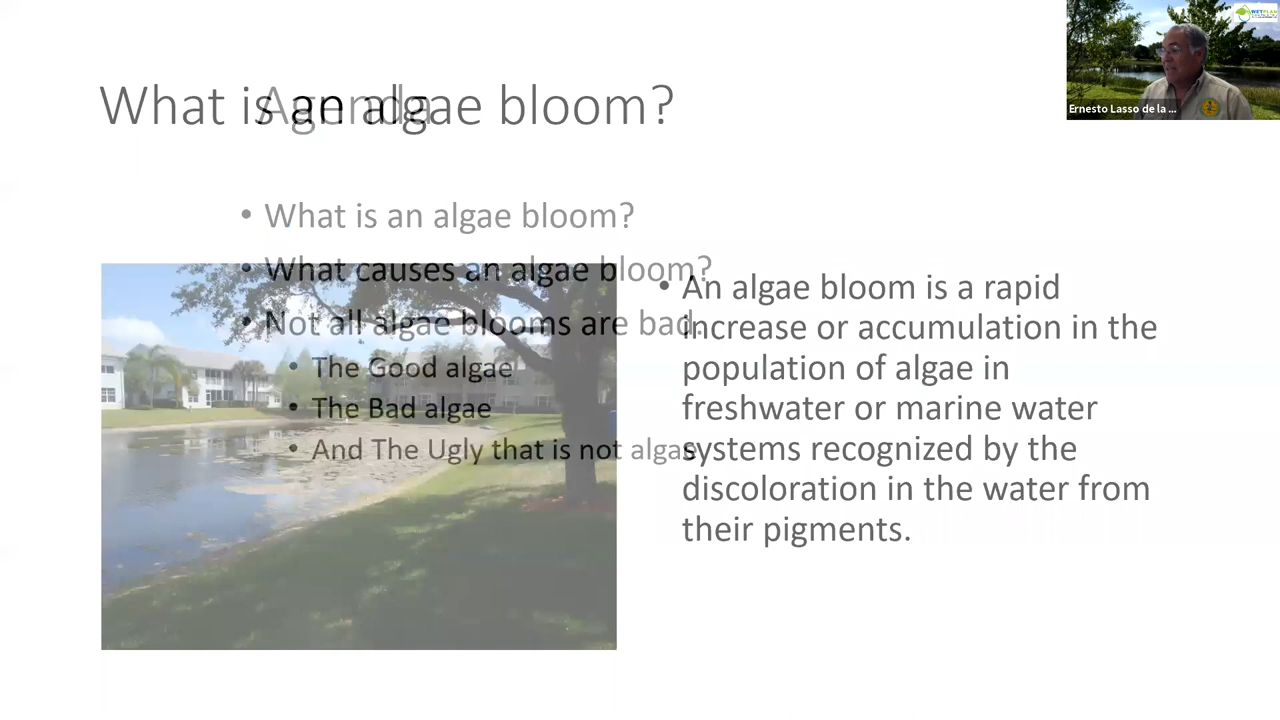 What is an algae bloom?
Agenda
• What is an algae bloom?
• What causes an algae bloom?
• Not all algae blooms are bad.
• The Good algae
• The Bad algae
• And The Ugly that is not algae
• An algae bloom is a rapid
increase or accumulation in the
population of algae in
freshwater or marine water
systems recognized by the
discoloration in the water from
their pigments.
Ernesto Lasso de la ...
WETPLAN